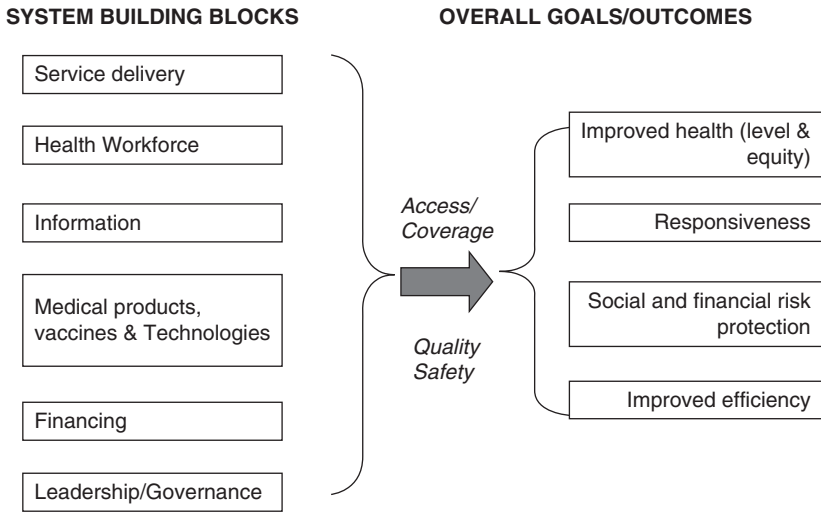 SYSTEM BUILDING BLOCKS
OVERALL GOALS/OUTCOMES
Service delivery
Health Workforce
Information
Medical products,
vaccines & Technologies
Financing
Leadership/Governance
Access/
Coverage
Quality
Safety
Improved health (level &
equity)
Responsiveness
Social and financial risk
protection
Improved efficiency